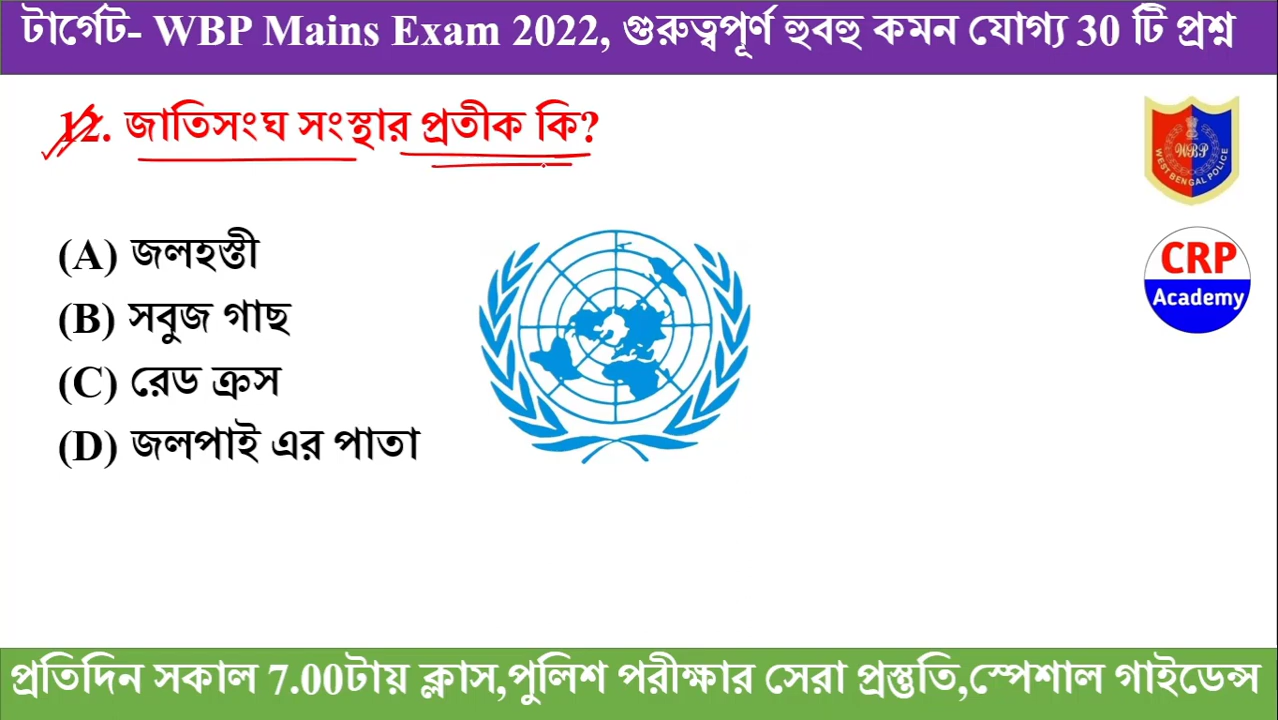 টার্গেট- WBP Mains Exam 2022, গুরুত্বপূর্ণ হুবহু কমন যোগ্য 30 টি প্রশ্ন
12. জাতিসংঘ সংস্থার প্রতীক কি?
WBP
WEST BENGAL POLICE
(A) জলহস্তী
(B) সবুজ গাছ
(C) রেড ক্রস
(D) জলপাই এর পাতা
CRP
Academy
প্রতিদিন সকাল 7.00টায় ক্লাস,পুলিশ পরীক্ষার সেরা প্রস্তুতি,স্পেশাল গাইডেন্স